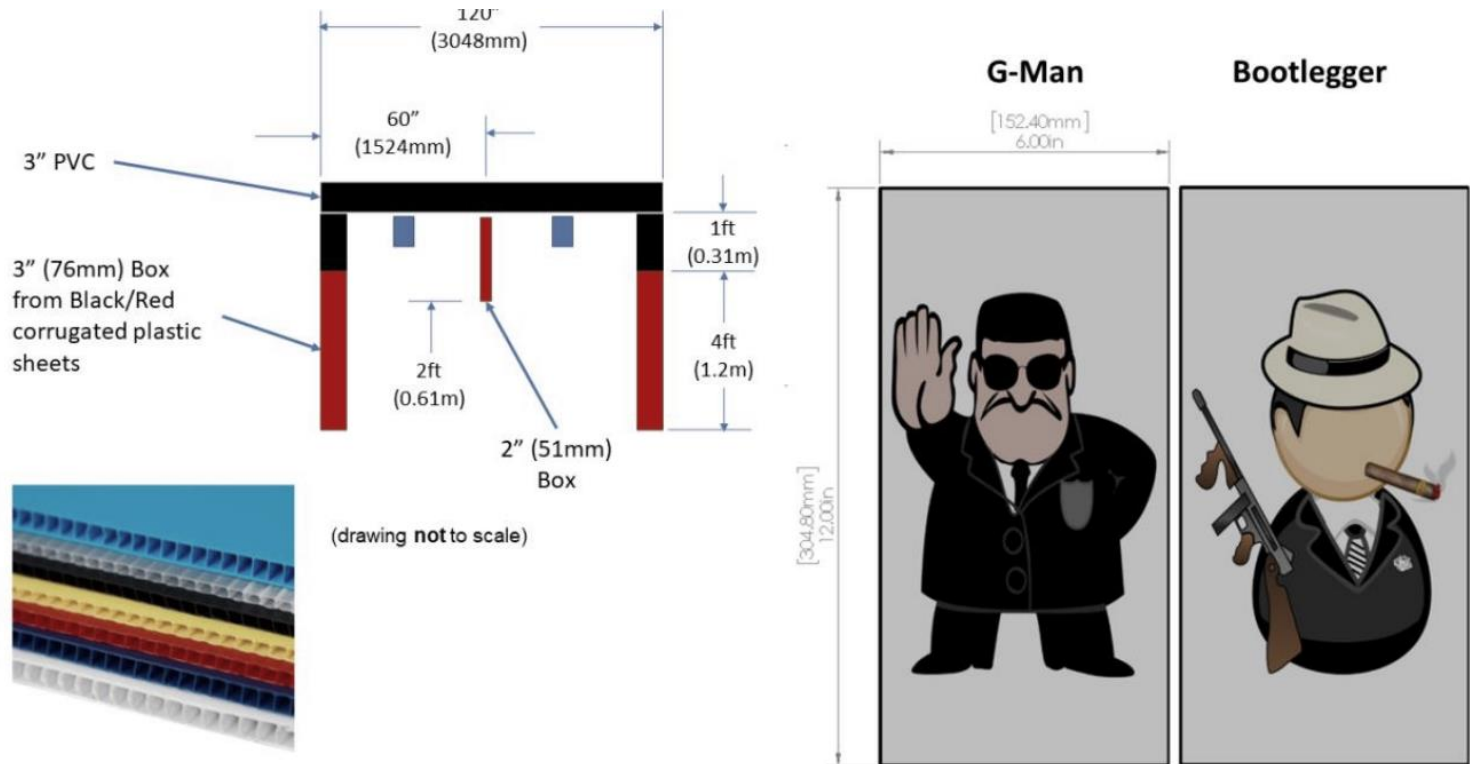 120"
(3048mm)
60"
(1524mm)
3" PVC
1ft
(0.31m)
3" (76mm) Box
from Black/Red
corrugated plastic
sheets
4ft
(1.2m)
2ft
(0.61m)
2" (51mm)
Box
(drawing not to scale)
G-Man
Bootlegger
[152.40mm]
6.00in
[304.80mm]
12.00in